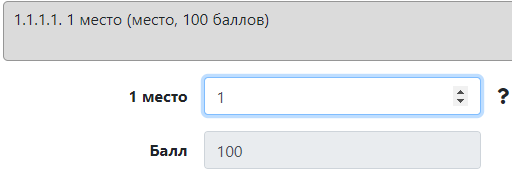 1.1.1.1. 1 место (место, 100 баллов)
1 место 1 ?
Балл 100